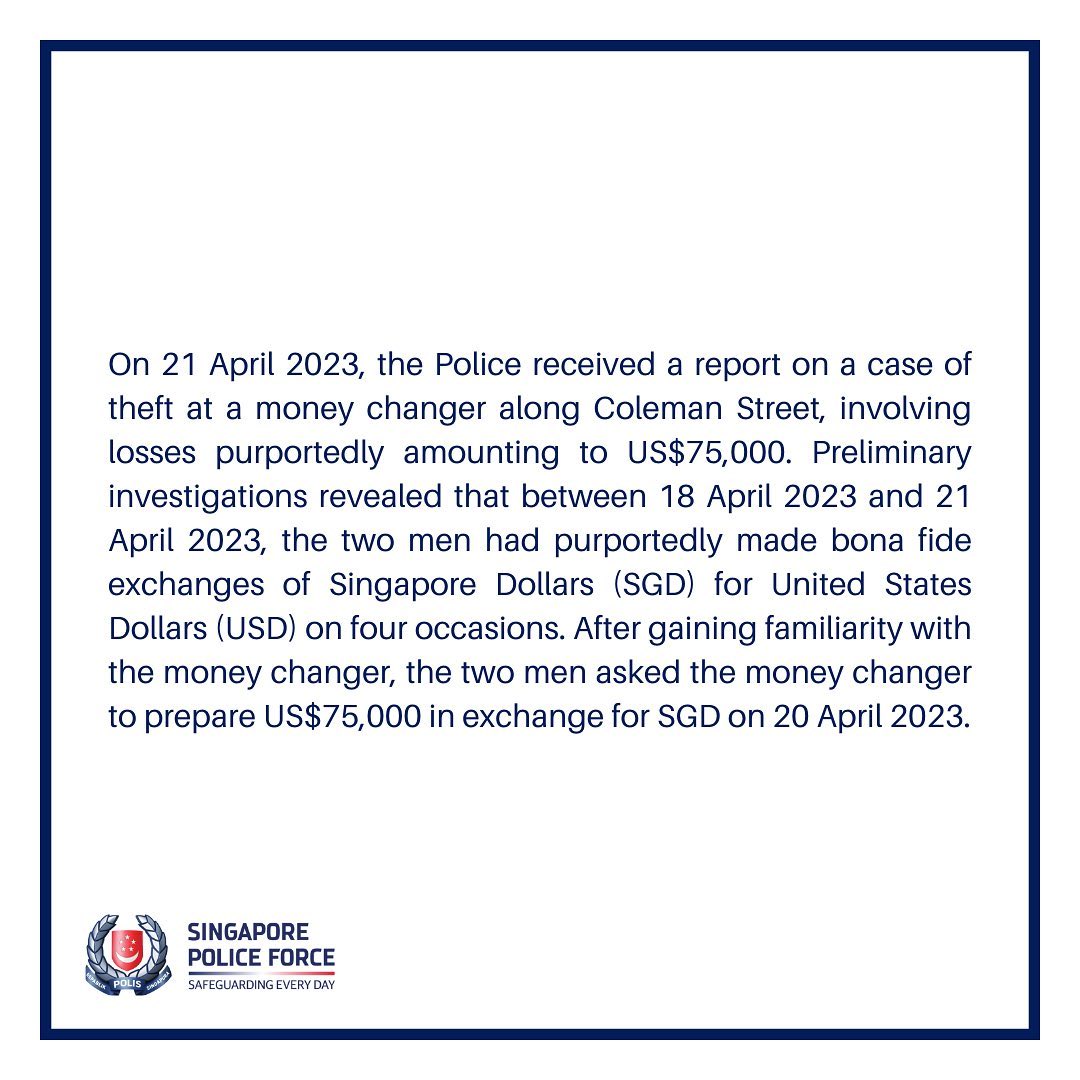 On 21 April 2023, the Police received a report on a case of
theft at a money changer along Coleman Street, involving
losses purportedly amounting to US$75,000. Preliminary
investigations revealed that between 18 April 2023 and 21
April 2023, the two men had purportedly made bona fide
exchanges of Singapore Dollars (SGD) for United States
Dollars (USD) on four occasions. After gaining familiarity with
the money changer, the two men asked the money changer
to prepare US$75,000 in exchange for SGD on 20 April 2023.
REPUBLIK POLIS SINGAPURA
SINGAPORE
POLICE FORCE
SAFEGUARDING EVERY DAY